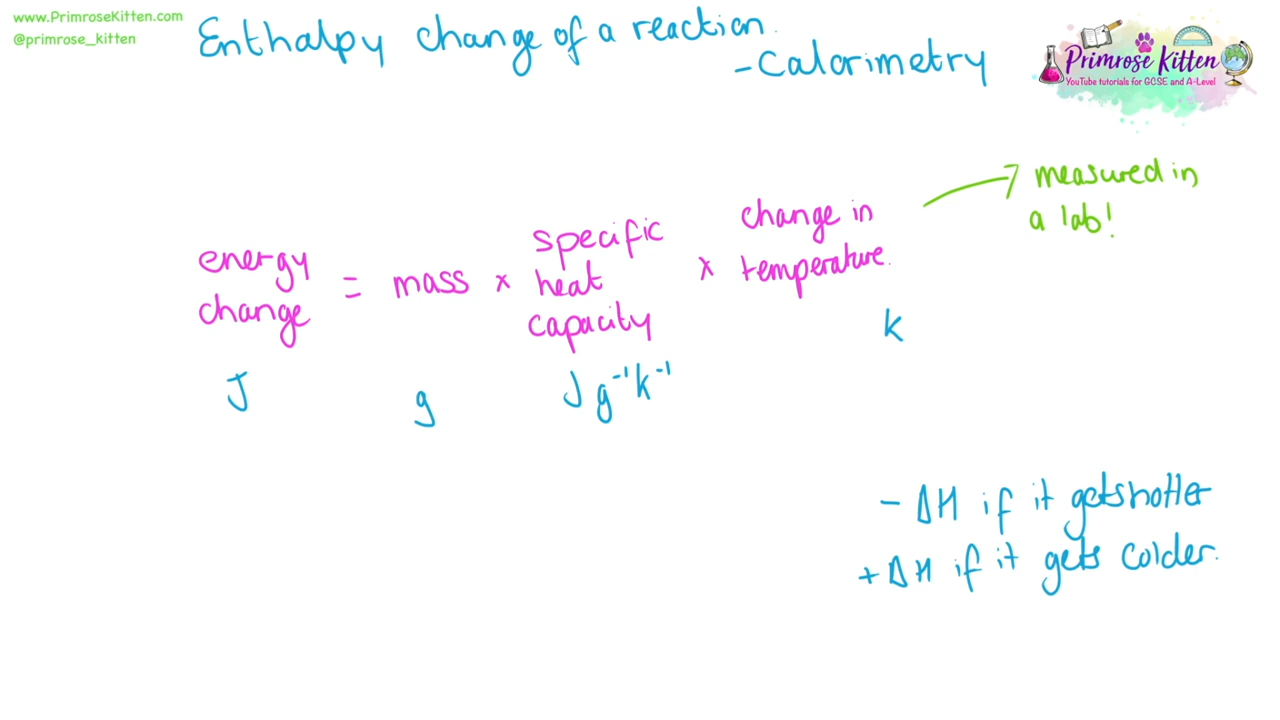 www.PrimroseKitten.com
@primrose_kitten
Enthalpy change of a reaction.
- Calorimetry
Primrose Kitten
YouTube tutorials for GCSE and A-Level
measured in
a lab!
energy
change
= mass ×
specific
heat
capacity
×
change in
temperature.
J
g
J g⁻¹ k⁻¹
k
- ΔH if it gets hotter
+ ΔH if it gets colder.